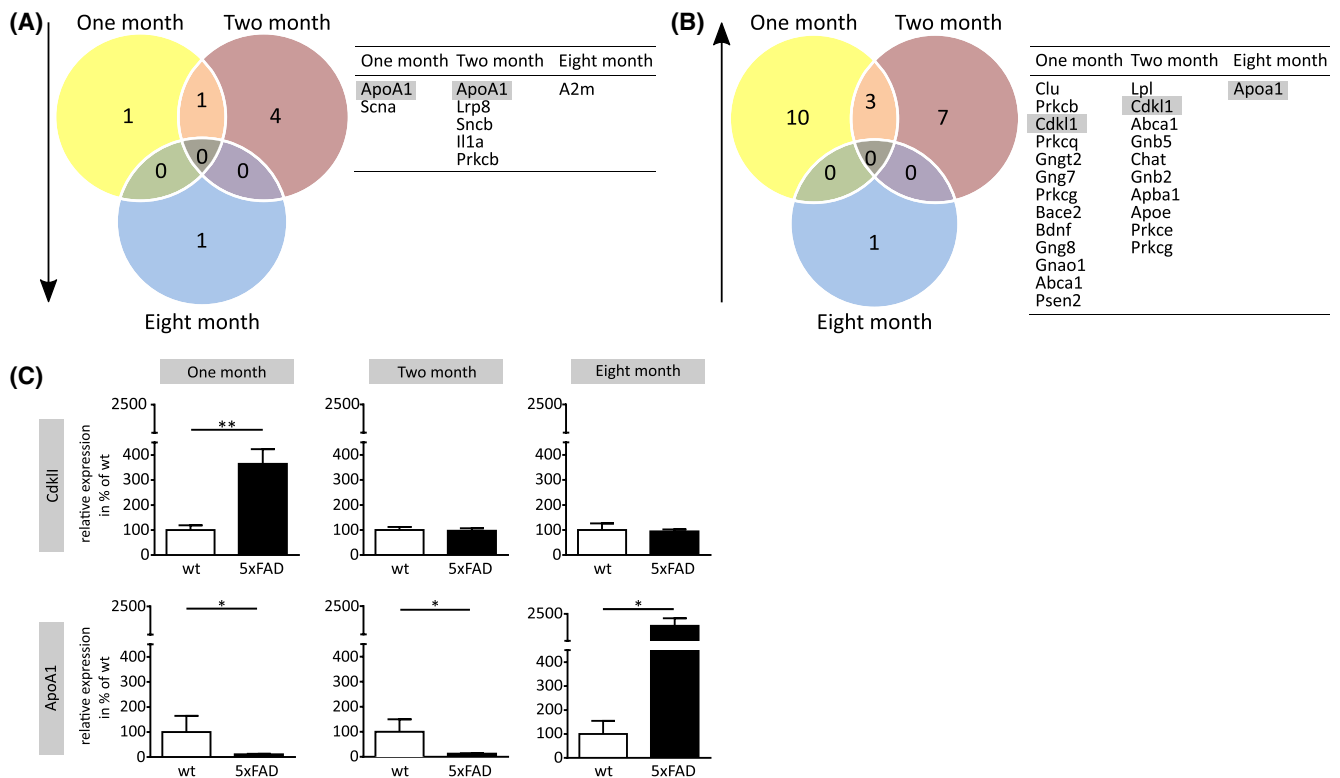 (A)
One month
Two month
1
1
4
0
0
0
1
Eight month
One month Two month Eight month
ApoA1 ApoA1 A2m
Scna Lrp8
Sncb
Il1a
Prkcb
(B)
One month
Two month
10
3
7
0
0
0
1
Eight month
One month Two month Eight month
Clu Lpl Apoa1
Prkcb Cdkl1
Cdkl1 Abca1
Prkcq Gnb5
Gngt2 Chat
Gng7 Gnb2
Prkcg Apba1
Bace2 Apoe
Bdnf Prkce
Gng8 Prkcg
Gnao1
Abca1
Psen2
(C)
One month
Two month
Eight month
CdklI
relative expression
in % of wt
2500
400
300
200
100
0
**
wt 5xFAD
2500
400
300
200
100
0
wt 5xFAD
2500
400
300
200
100
0
wt 5xFAD
ApoA1
relative expression
in % of wt
2500
400
300
200
100
0
*
wt 5xFAD
2500
400
300
200
100
0
*
wt 5xFAD
2500
400
300
200
100
0
*
wt 5xFAD